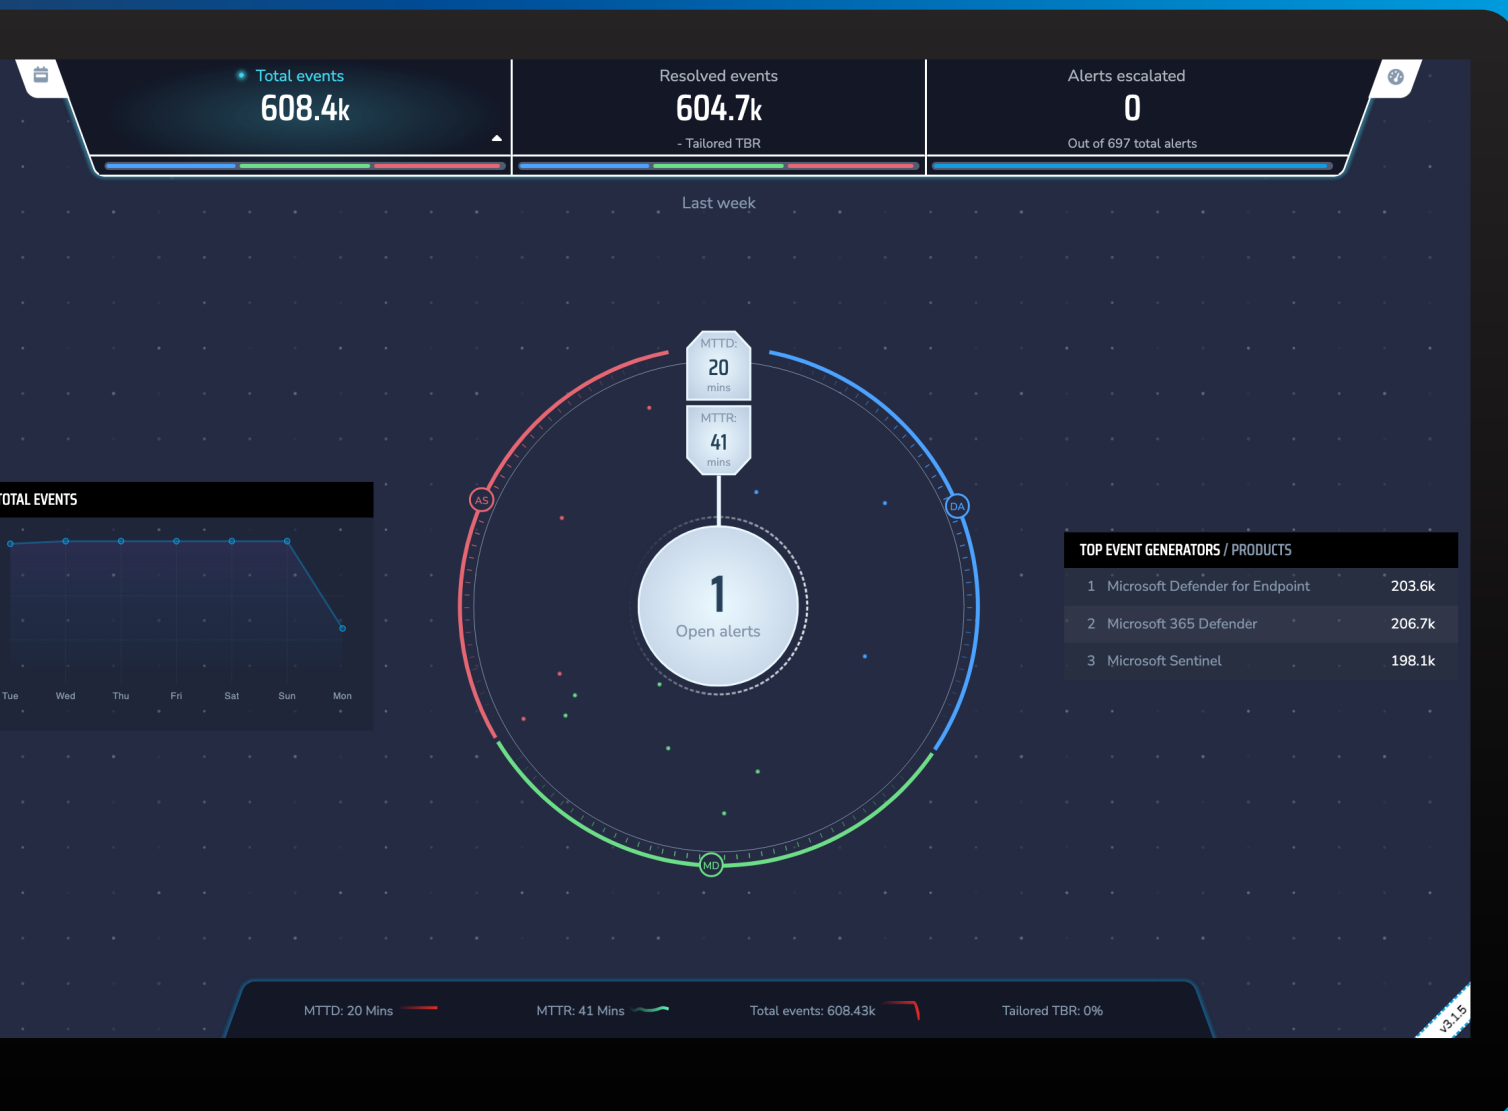 Total events
608.4k
Resolved events
604.7k
- Tailored TBR
Alerts escalated
0
Out of 697 total alerts
Last week
MTTD:
20
mins
MTTR:
41
mins
AS
DA
MD
1
Open alerts
TOTAL EVENTS
Tue Wed Thu Fri Sat Sun Mon
TOP EVENT GENERATORS / PRODUCTS
1 Microsoft Defender for Endpoint 203.6k
2 Microsoft 365 Defender 206.7k
3 Microsoft Sentinel 198.1k
MTTD: 20 Mins
MTTR: 41 Mins
Total events: 608.43k
Tailored TBR: 0%
v3.1.5